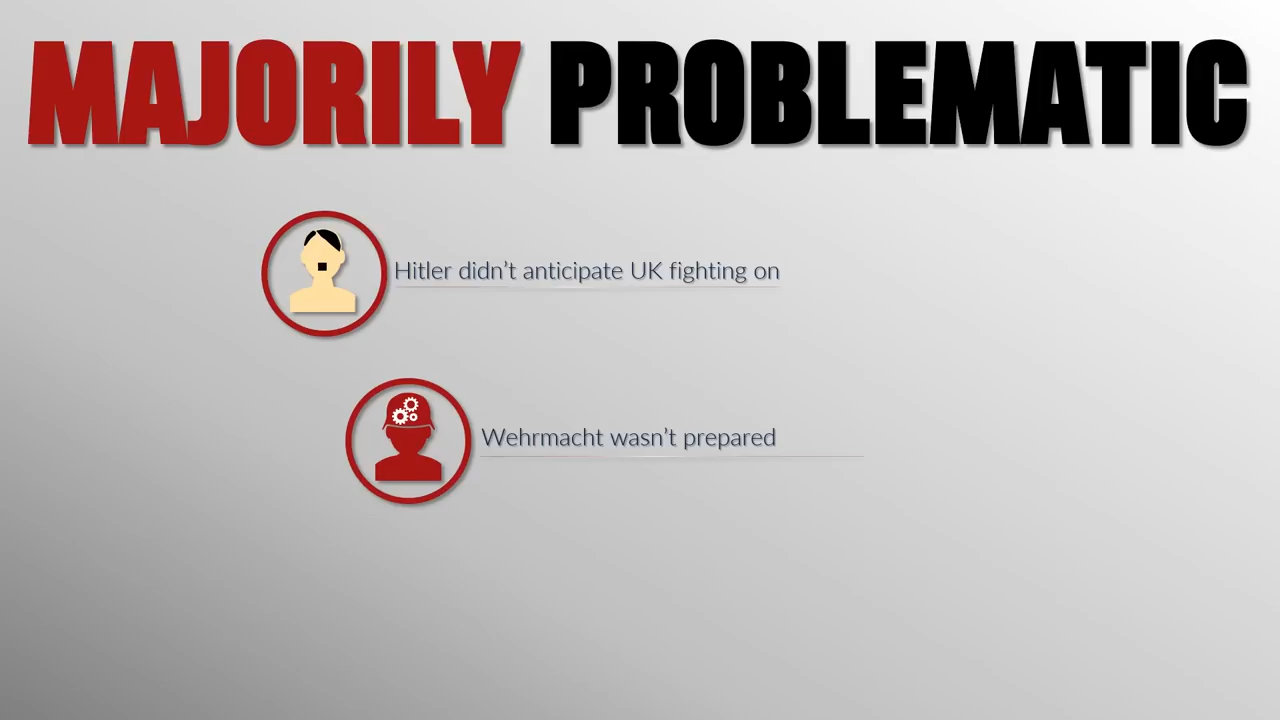 MAJORILY PROBLEMATIC
Hitler didn't anticipate UK fighting on
Wehrmacht wasn't prepared